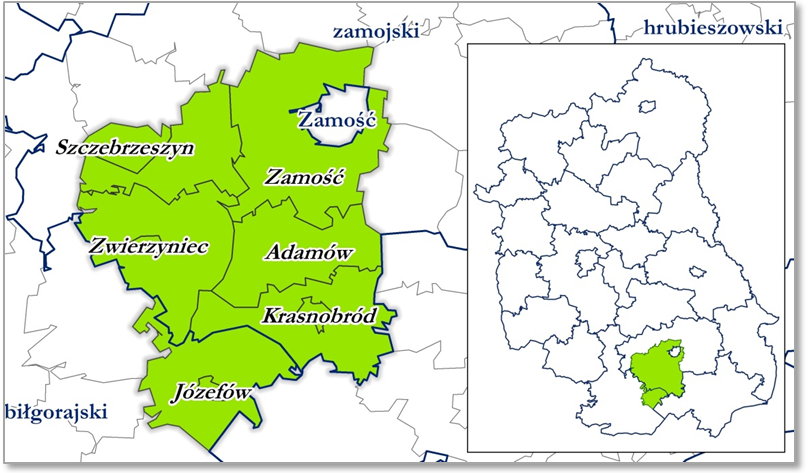 zamojski
hrubieszowski
Zamość
Szczebrzeszyn
Zamość
Zwierzyniec
Adamów
Krasnobród
Józefów
biłgorajski